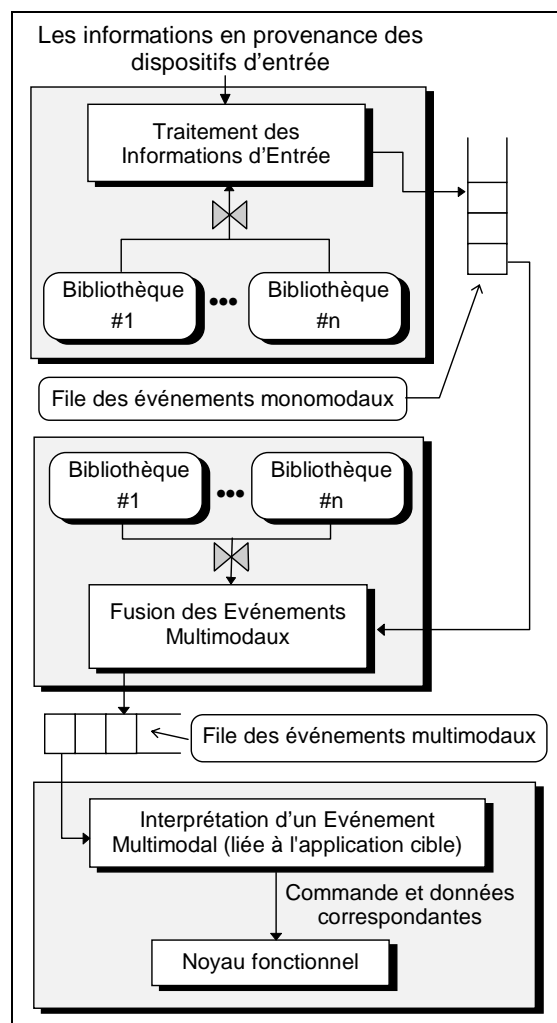 Les informations en provenance des
dispositifs d'entrée
Traitement des
Informations d'Entrée
Bibliothèque
#1
•••
Bibliothèque
#n
File des événements monomodaux
Bibliothèque
#1
•••
Bibliothèque
#n
Fusion des Evénements
Multimodaux
File des événements multimodaux
Interprétation d'un Evénement
Multimodal (liée à l'application cible)
Commande et données
correspondantes
Noyau fonctionnel